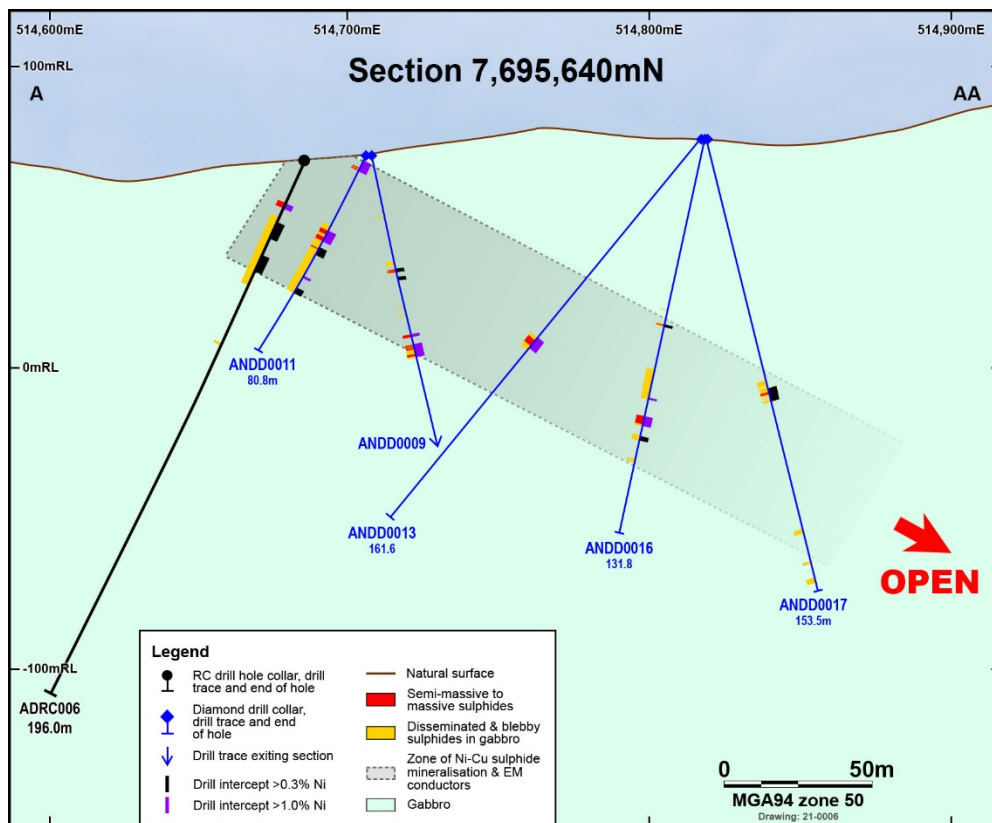 514,600mE
514,700mE
514,800mE
514,900mE
100mRL
Section 7,695,640mN
A
AA
0mRL
ANDD0011
80.8m
ANDD0009
ANDD0013
161.6
ANDD0016
131.8
OPEN
ANDD0017
153.5m
-100mRL
ADRC006
196.0m
Legend
RC drill hole collar, drill
trace and end of hole
Diamond drill collar,
drill trace and end
of hole
Drill trace exiting section
Drill intercept >0.3% Ni
Drill intercept >1.0% Ni
Natural surface
Semi-massive to
massive sulphides
Disseminated & blebby
sulphides in gabbro
Zone of Ni-Cu sulphide
mineralisation & EM
conductors
Gabbro
0
50m
MGA94 zone 50
Drawing: 21-0006